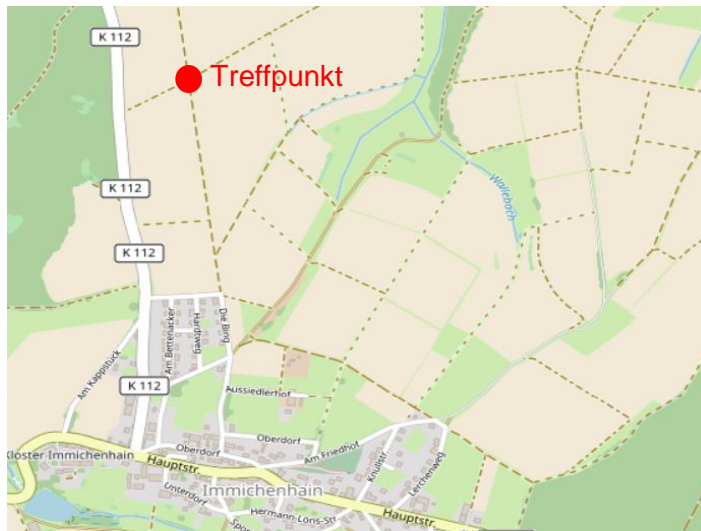 K 112
Treffpunkt
K 112
Wallebach
K 112
Die Bing
Am Bettenacker
Hardtweg
Am Kappstück
K 112
Aussiedlerhof
Oberdorf
Oberdorf
Am Friedhof
Knüllstr.
Lerchenweg
Kloster Immichenhain
Hauptstr.
Unterdorf
Immichenhain
Hermann-Löns-Str
Hauptstr.